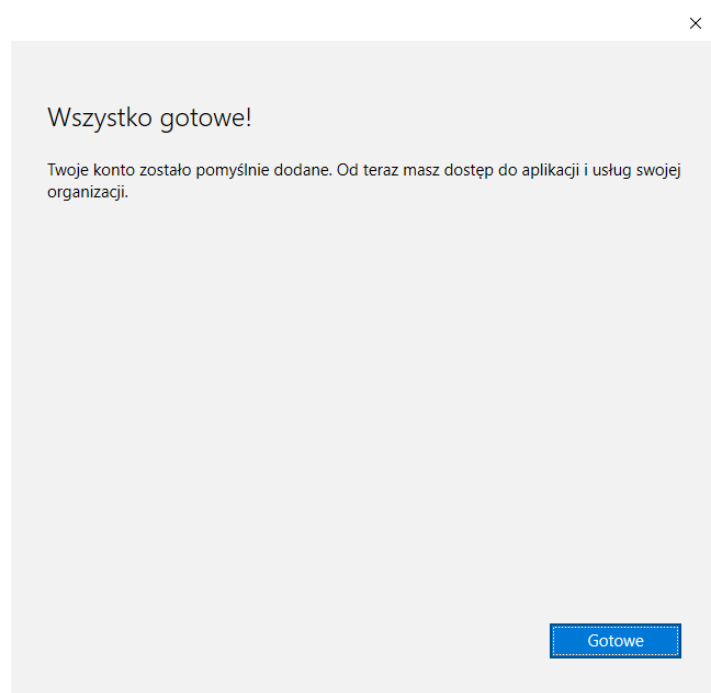 Wszystko gotowe!
Twoje konto zostało pomyślnie dodane. Od teraz masz dostęp do aplikacji i usług swojej
organizacji.
Gotowe